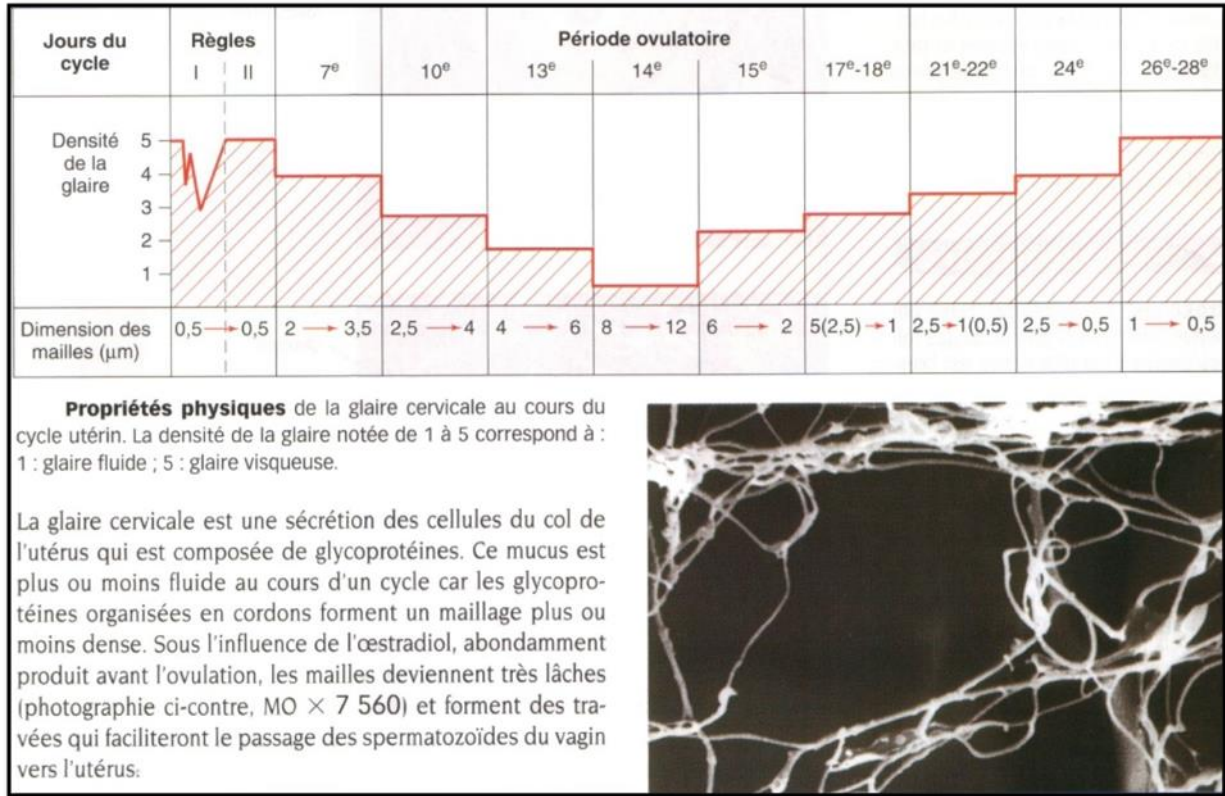 Jours du cycle
Règles
I II
Période ovulatoire
7e 10e 13e 14e 15e 17e-18e 21e-22e 24e 26e-28e
Densité de la glaire
5
4
3
2
1
Dimension des mailles (μm)
0,5 → 0,5 2 → 3,5 2,5 → 4 4 → 6 8 → 12 6 → 2 5(2,5) → 1 2,5→1(0,5) 2,5 → 0,5 1 → 0,5
Propriétés physiques de la glaire cervicale au cours du
cycle utérin. La densité de la glaire notée de 1 à 5 correspond à :
1 : glaire fluide ; 5 : glaire visqueuse.
La glaire cervicale est une sécrétion des cellules du col de
l'utérus qui est composée de glycoprotéines. Ce mucus est
plus ou moins fluide au cours d'un cycle car les glycopro-
téines organisées en cordons forment un maillage plus ou
moins dense. Sous l'influence de l'œstradiol, abondamment
produit avant l'ovulation, les mailles deviennent très lâches
(photographie ci-contre, MO × 7 560) et forment des tra-
vées qui faciliteront le passage des spermatozoïdes du vagin
vers l'utérus: